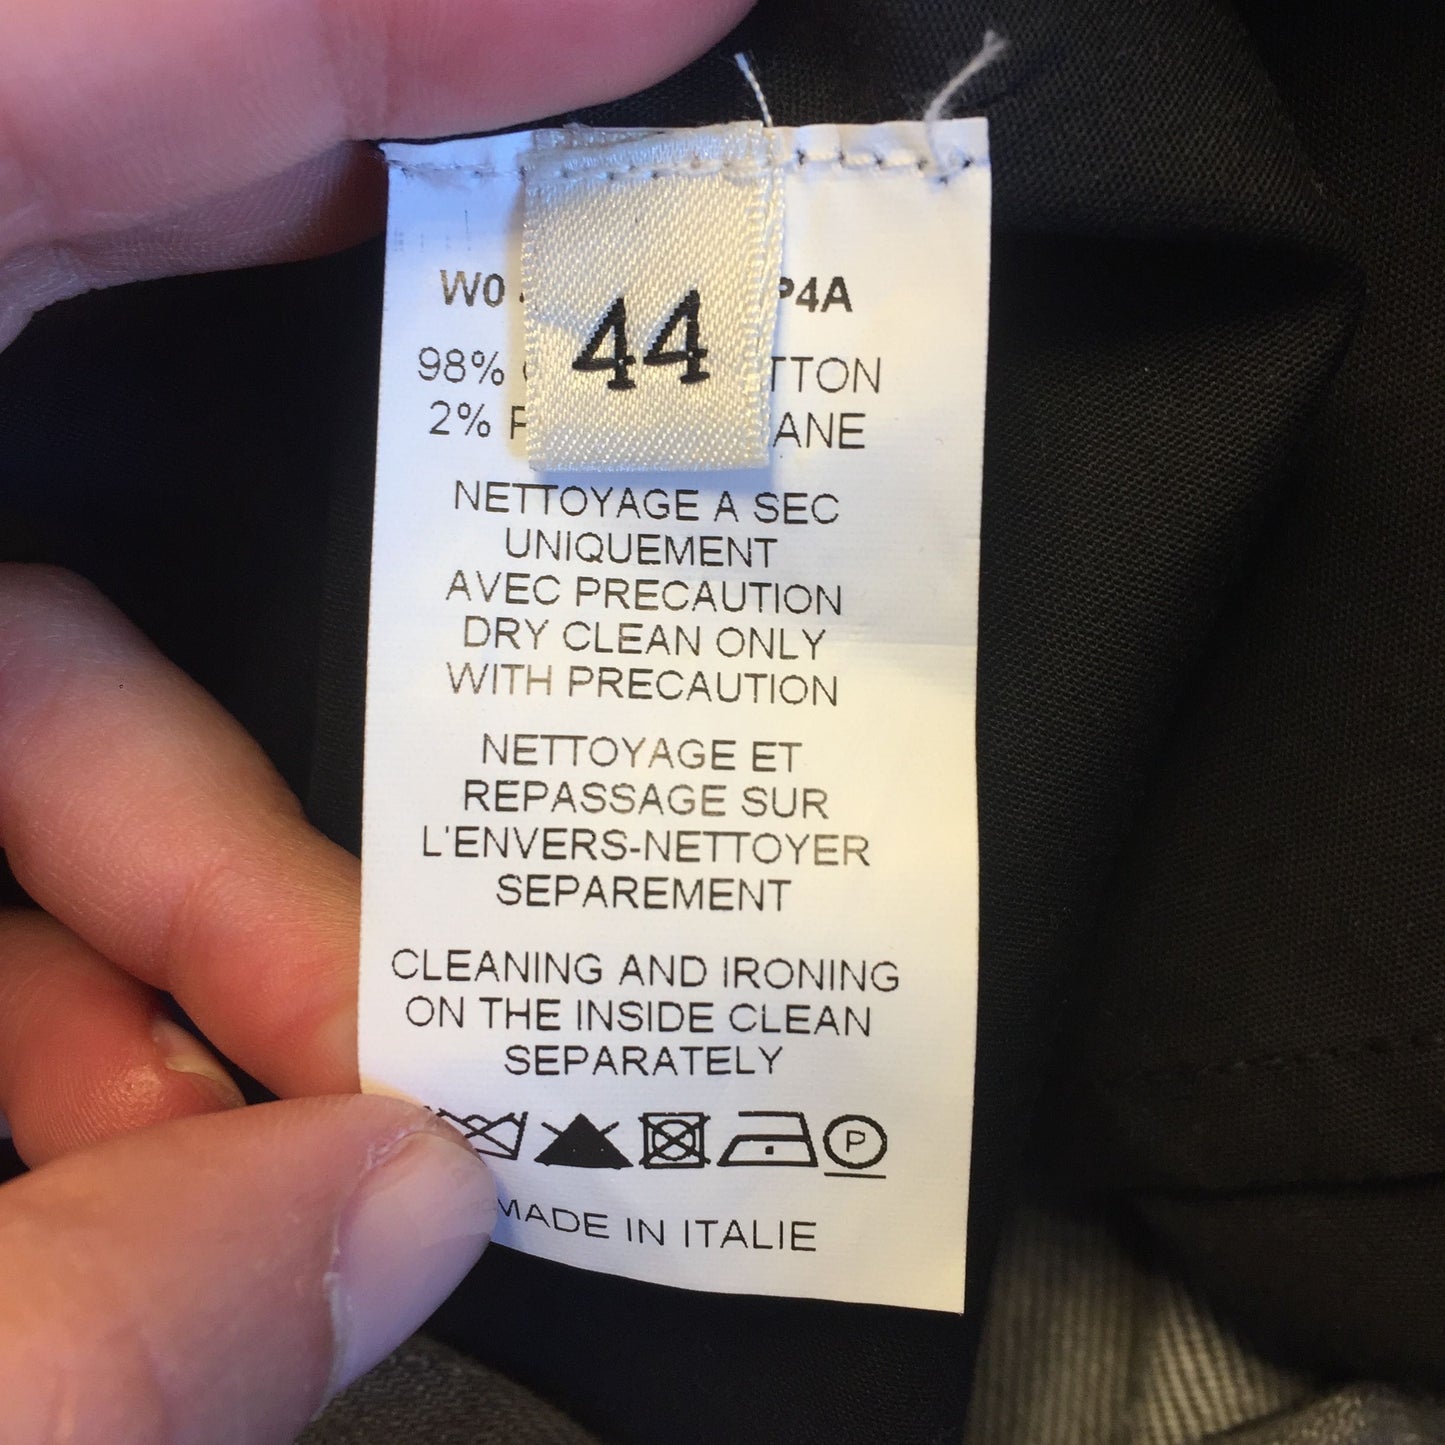 W0
P4A
44
98%
TTON
2%
ANE
NETTOYAGE A SEC
UNIQUEMENT
AVEC PRECAUTION
DRY CLEAN ONLY
WITH PRECAUTION
NETTOYAGE ET
REPASSAGE SUR
L'ENVERS-NETTOYER
SEPAREMENT
CLEANING AND IRONING
ON THE INSIDE CLEAN
SEPARATELY
P
MADE IN ITALIE